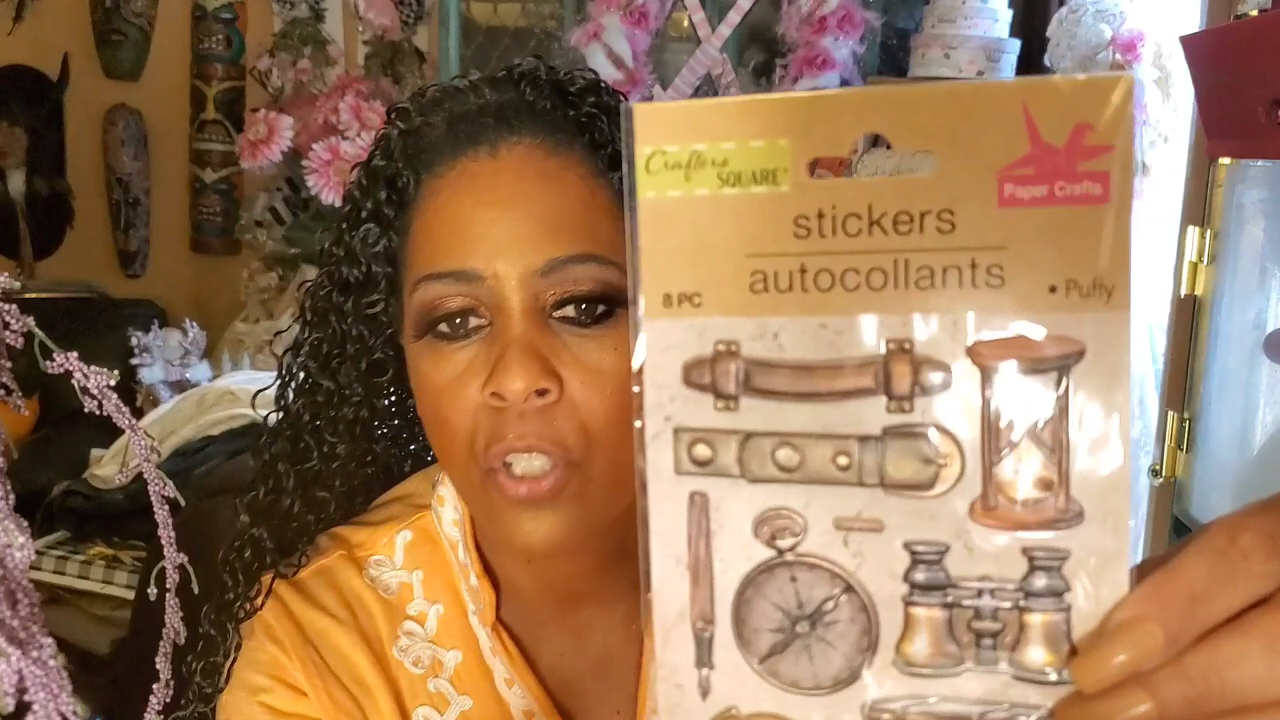 Crafters
SQUARE
Paper Crafts
stickers
autocollants
8 PC
• Puffy